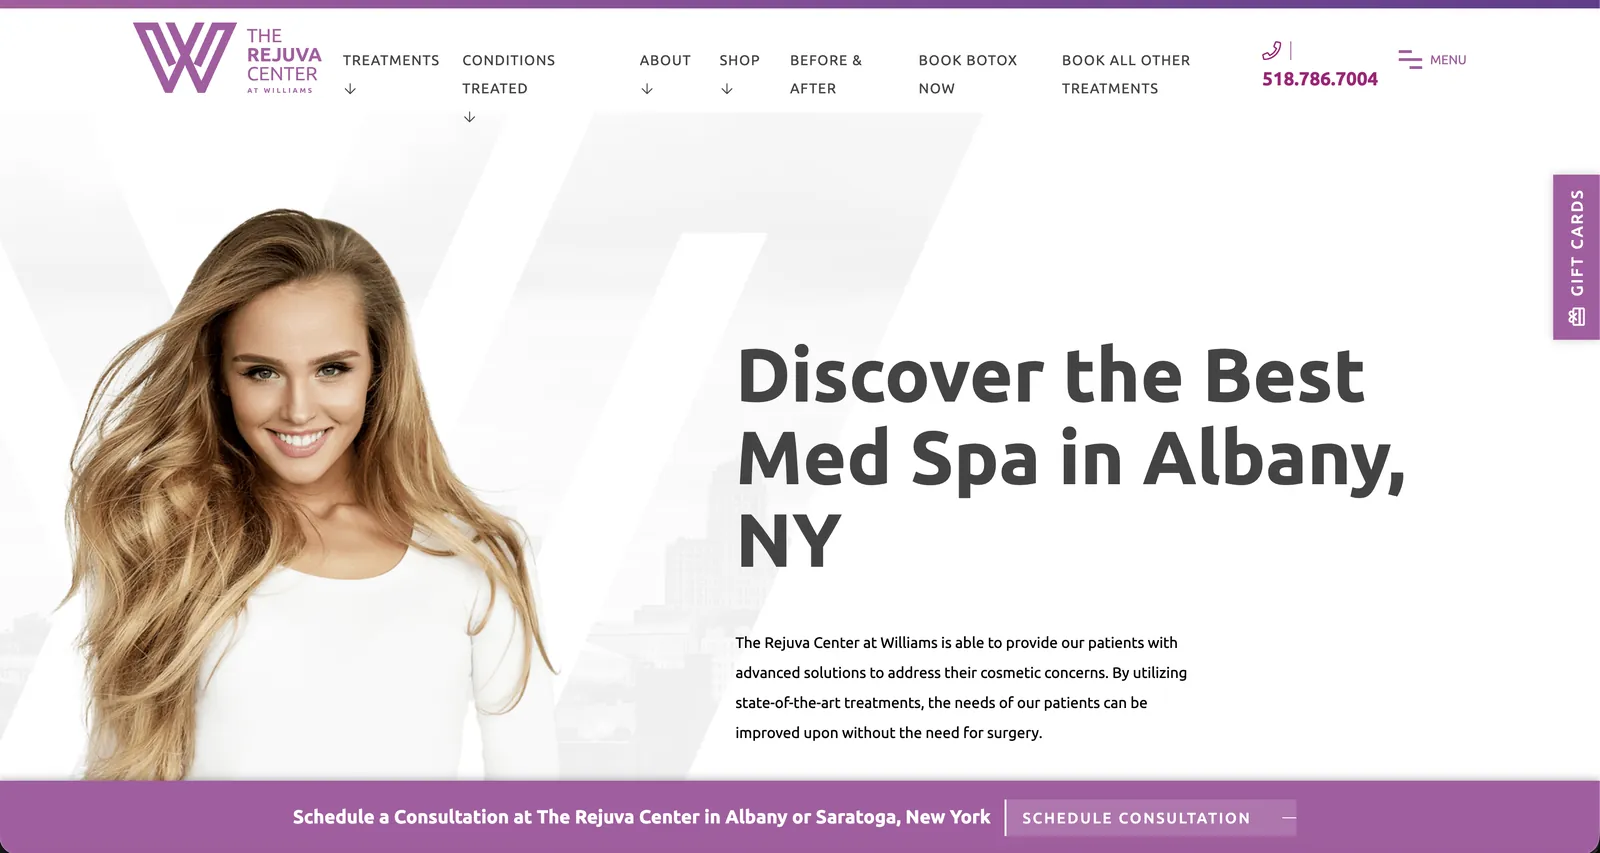 THE
REJUVA
CENTER
AT WILLIAMS
TREATMENTS
CONDITIONS
TREATED
ABOUT
SHOP
BEFORE &
AFTER
BOOK BOTOX
NOW
BOOK ALL OTHER
TREATMENTS
518.786.7004
MENU
GIFT CARDS
Discover the Best
Med Spa in Albany,
NY
The Rejuva Center at Williams is able to provide our patients with
advanced solutions to address their cosmetic concerns. By utilizing
state-of-the-art treatments, the needs of our patients can be
improved upon without the need for surgery.
Schedule a Consultation at The Rejuva Center in Albany or Saratoga, New York
SCHEDULE CONSULTATION